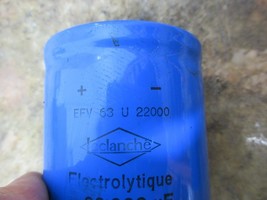 + -
EFV 63 U 22000
Leclanché
Electrolytique